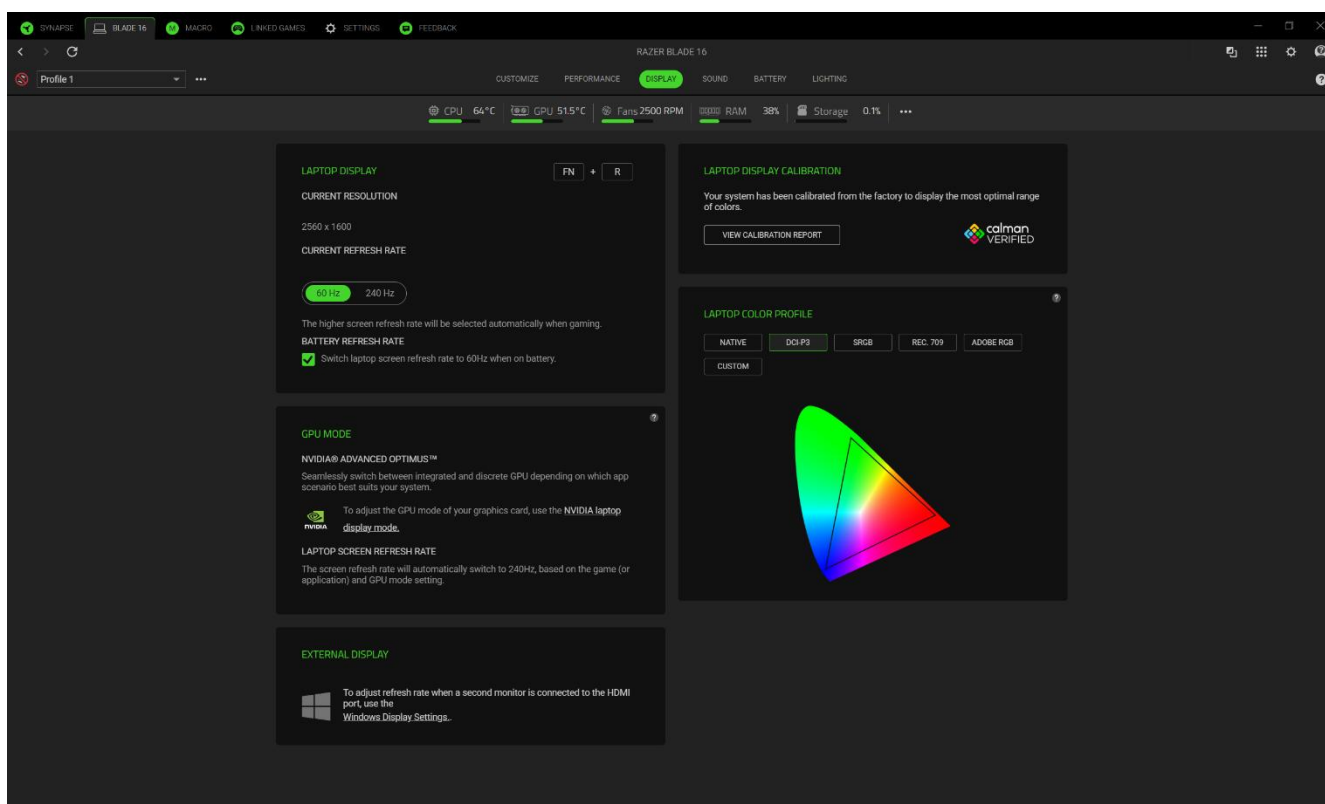 SYNAPSE BLADE 16 MACRO LINKED GAMES SETTINGS FEEDBACK
RAZER BLADE 16
Profile 1
CUSTOMIZE PERFORMANCE DISPLAY SOUND BATTERY LIGHTING
CPU 64°C GPU 51.5°C Fans 2500 RPM RAM 38% Storage 0.1%
LAPTOP DISPLAY FN + R
CURRENT RESOLUTION
2560 x 1600
CURRENT REFRESH RATE
60 Hz 240 Hz
The higher screen refresh rate will be selected automatically when gaming.
BATTERY REFRESH RATE
Switch laptop screen refresh rate to 60Hz when on battery.
GPU MODE
NVIDIA® ADVANCED OPTIMUS™
Seamlessly switch between integrated and discrete GPU depending on which app
scenario best suits your system.
NVIDIA
To adjust the GPU mode of your graphics card, use the NVIDIA laptop
display mode.
LAPTOP SCREEN REFRESH RATE
The screen refresh rate will automatically switch to 240Hz, based on the game (or
application) and GPU mode setting.
EXTERNAL DISPLAY
To adjust refresh rate when a second monitor is connected to the HDMI
port, use the
Windows Display Settings..
LAPTOP DISPLAY CALIBRATION
Your system has been calibrated from the factory to display the most optimal range
of colors.
VIEW CALIBRATION REPORT
calman
VERIFIED
LAPTOP COLOR PROFILE
NATIVE DCI-P3 SRGB REC. 709 ADOBE RGB
CUSTOM